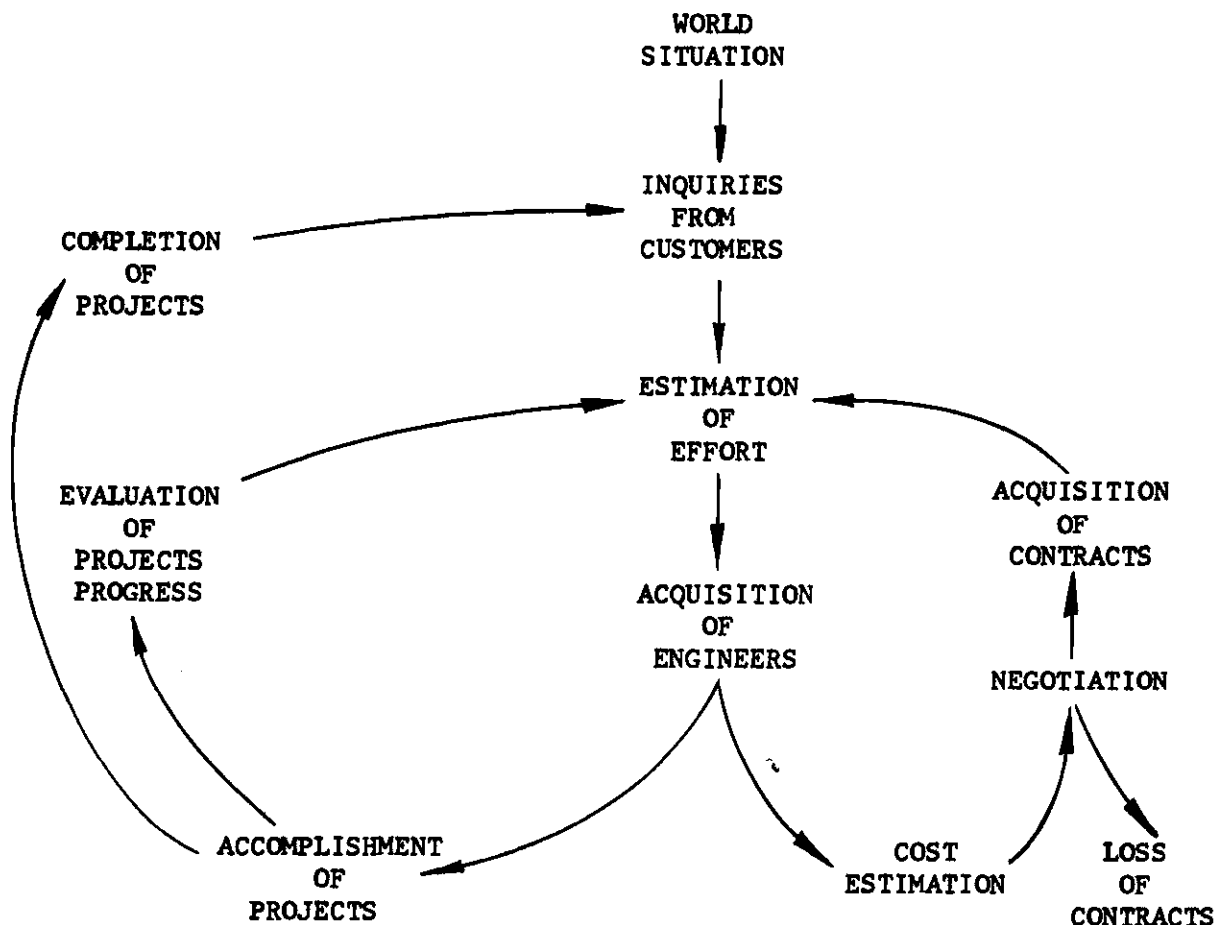 WORLD
SITUATION
INQUIRIES
FROM
CUSTOMERS
COMPLETION
OF
PROJECTS
ESTIMATION
OF
EFFORT
EVALUATION
OF
PROJECTS
PROGRESS
ACQUISITION
OF
CONTRACTS
ACQUISITION
OF
ENGINEERS
NEGOTIATION
ACCOMPLISHMENT
OF
PROJECTS
COST
ESTIMATION
LOSS
OF
CONTRACTS